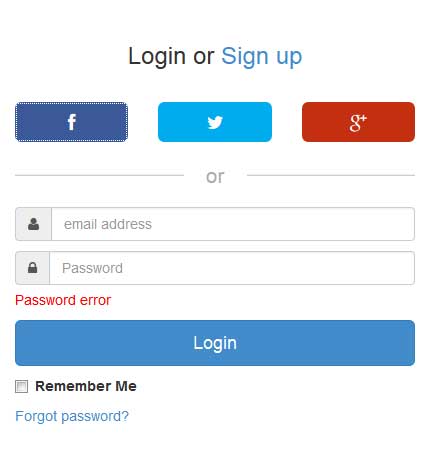 Login or Sign up
f
g+
or
email address
Password
Password error
Login
Remember Me
Forgot password?